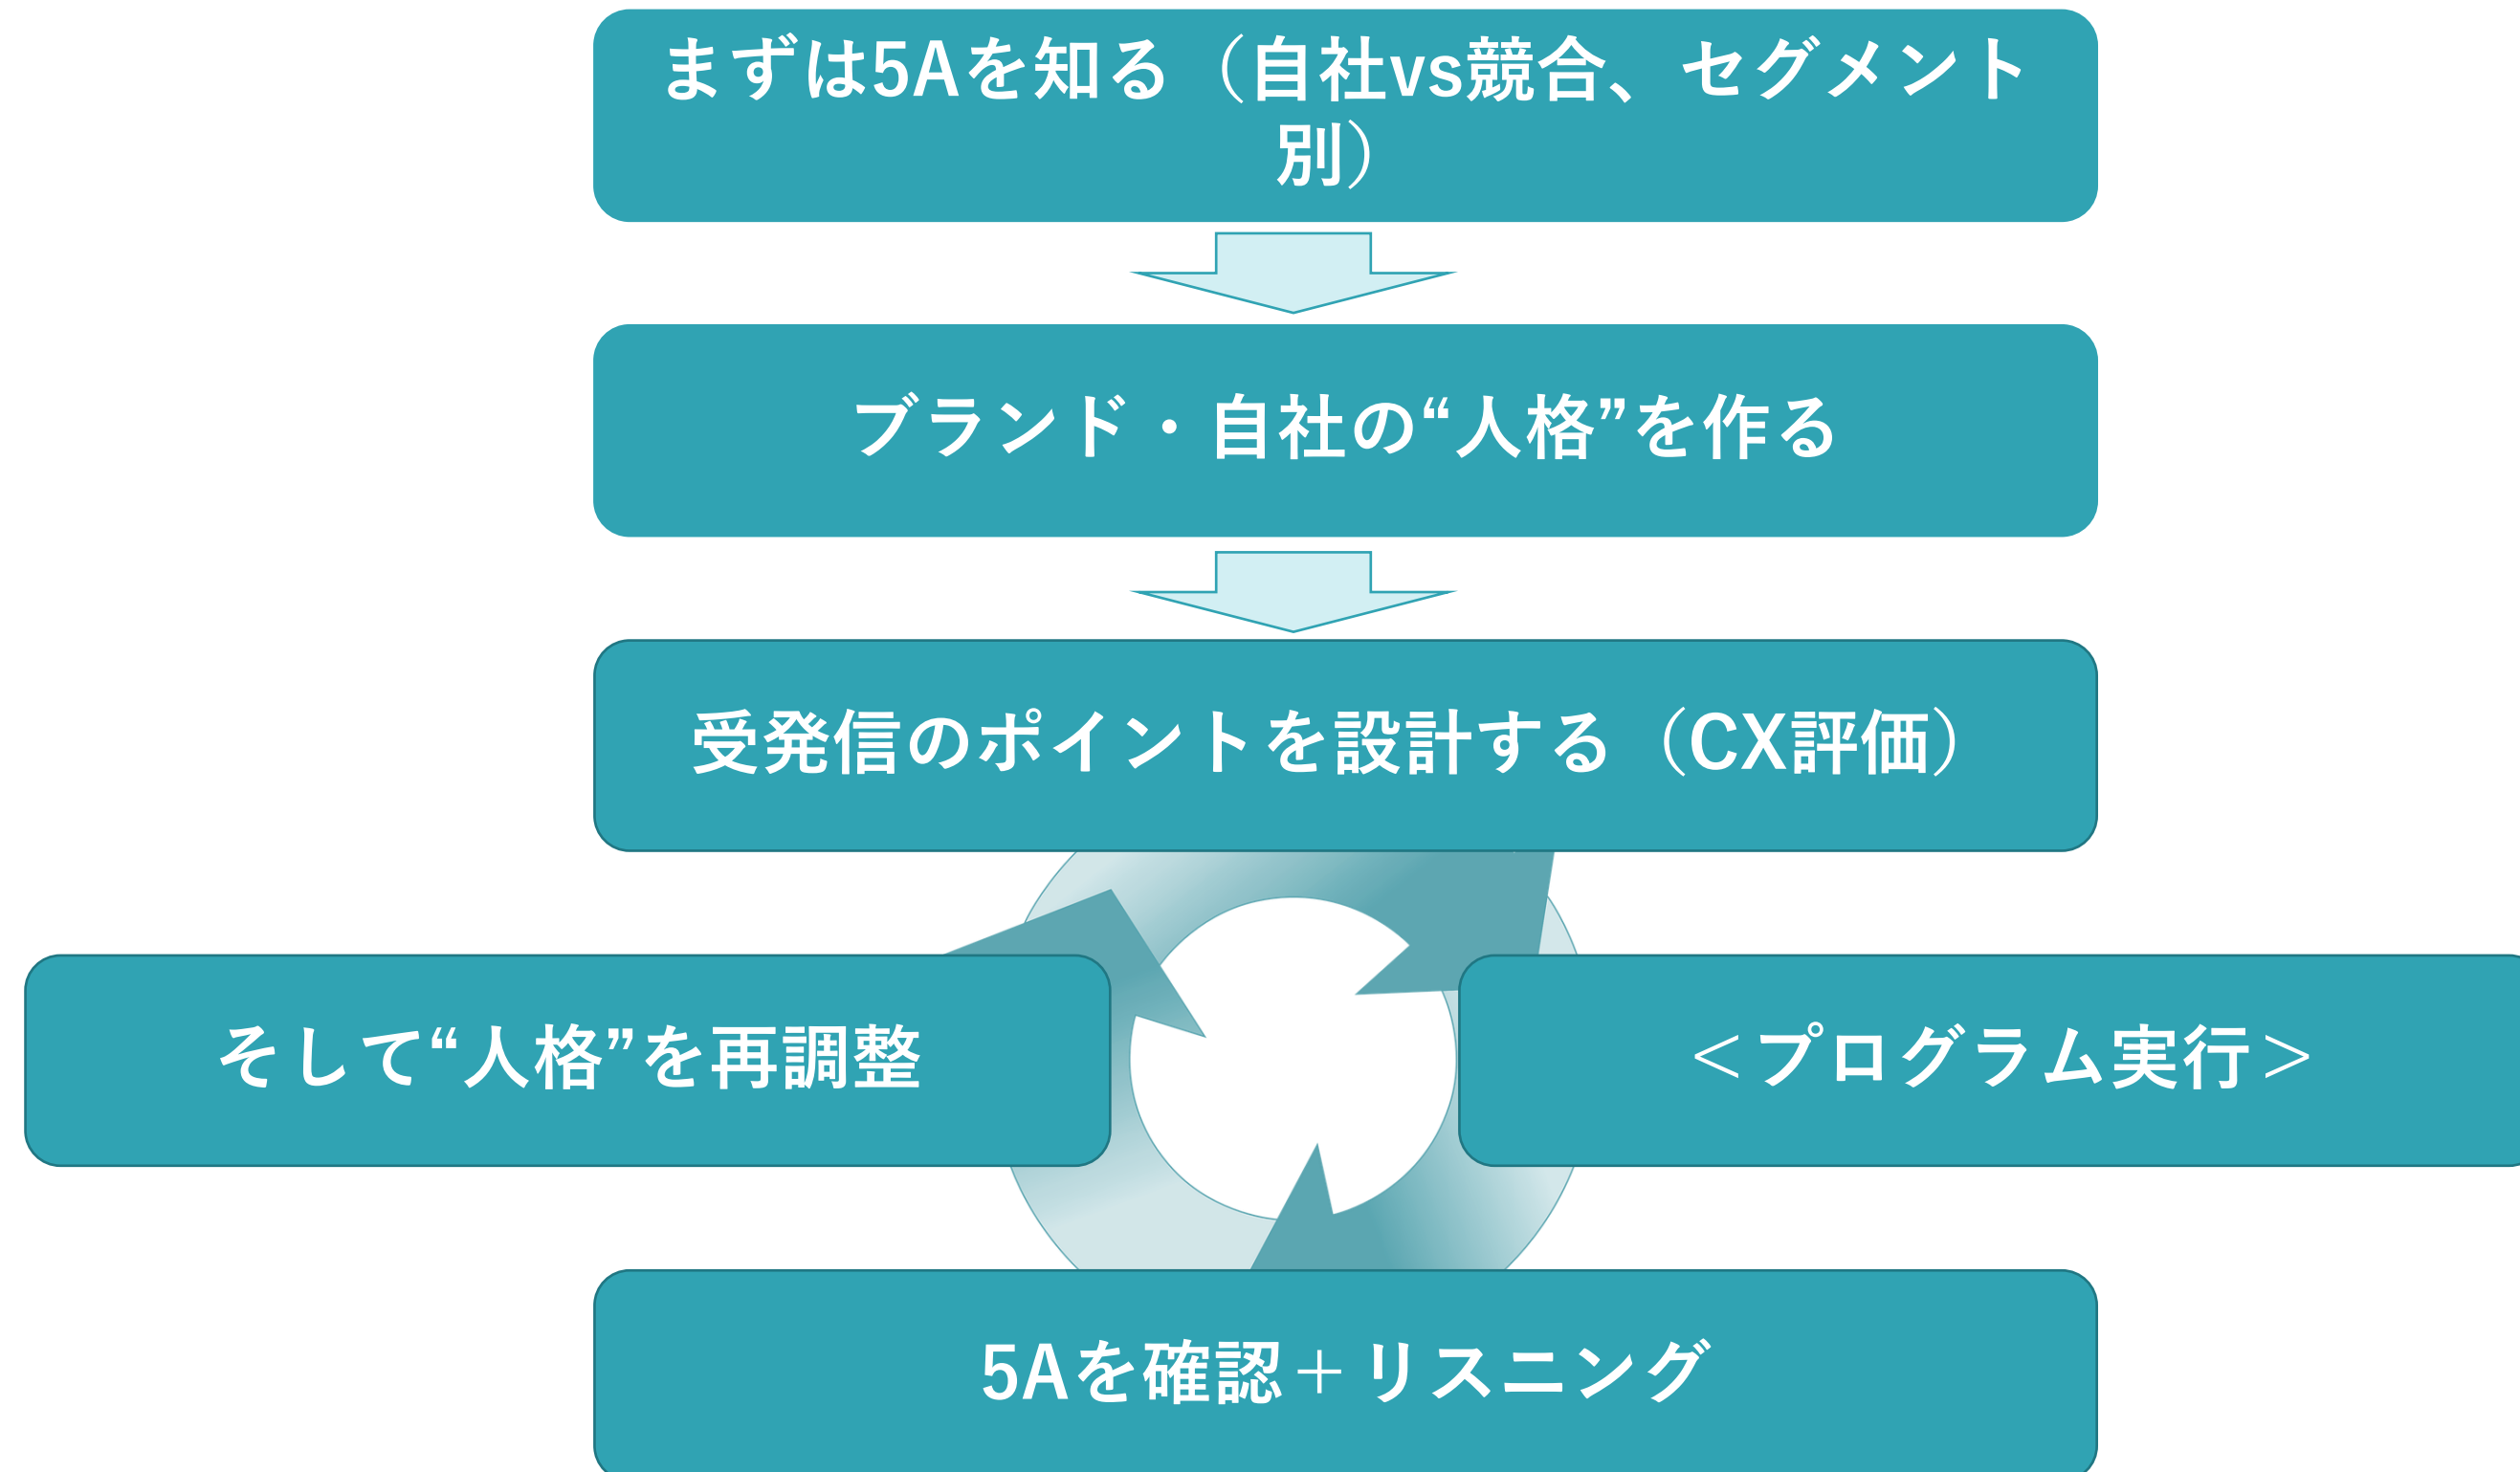 まずは5Aを知る（自社vs競合、セグメント
別）
ブランド・自社の“人格”を作る
受発信のポイントを設計する（CX評価）
そして“人格”を再調整
＜プログラム実行＞
5Aを確認＋リスニング